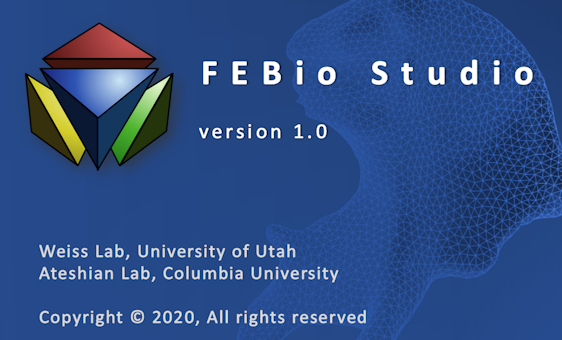 FEBio Studio
version 1.0
Weiss Lab, University of Utah
Ateshian Lab, Columbia University
Copyright © 2020, All rights reserved